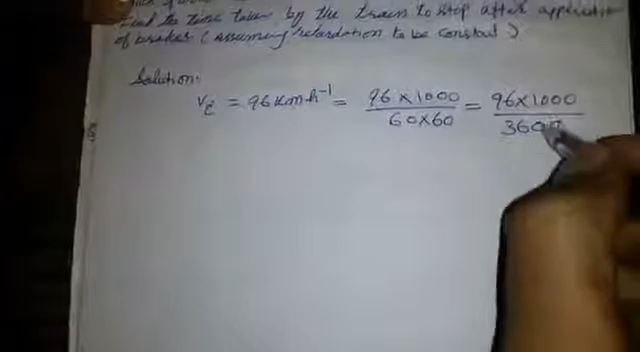 Find the time taken by the train to stop after application
of brakes (assuming retardation to be constant)
Solution:
vᵢ = 96 km h⁻¹ = 96 × 1000 / 60 × 60 = 96 × 1000 / 3600